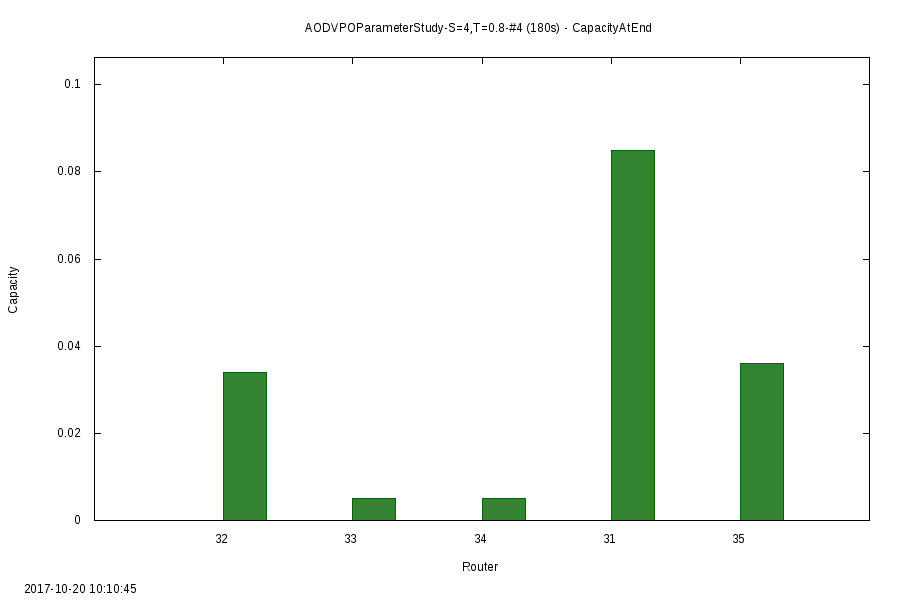 AODVPOParameterStudy-S=4,T=0.8-#4 (180s) - CapacityAtEnd
0.1
0.08
0.06
0.04
0.02
0
Capacity
32 33 34 31 35
Router
2017-10-20 10:10:45